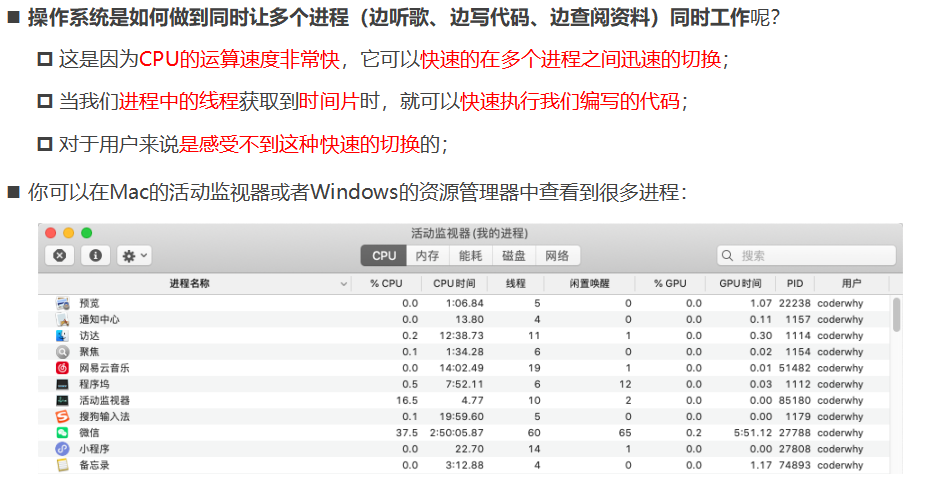 ■ 操作系统是如何做到同时让多个进程（边听歌、边写代码、边查阅资料）同时工作呢？
这是因为CPU的运算速度非常快，它可以快速的在多个进程之间迅速的切换；
当我们进程中的线程获取到时间片时，就可以快速执行我们编写的代码；
对于用户来说是感受不到这种快速的切换的；
■ 你可以在Mac的活动监视器或者Windows的资源管理器中查看到很多进程：
活动监视器 (我的进程)
CPU 内存 能耗 磁盘 网络 搜索
进程名称 % CPU CPU 时间 线程 闲置唤醒 % GPU GPU 时间 PID 用户
预览 0.0 1:06.84 5 0 0.0 1.07 22238 coderwhy
通知中心 0.0 13.80 4 0 0.0 0.11 1157 coderwhy
访达 0.2 12:38.73 11 1 0.0 0.30 1114 coderwhy
聚焦 0.1 1:34.28 6 0 0.0 0.02 1154 coderwhy
网易云音乐 0.0 14:02.49 19 1 0.0 0.01 51482 coderwhy
程序坞 0.5 7:52.11 6 12 0.0 0.03 1112 coderwhy
活动监视器 16.5 4.77 10 2 0.0 0.00 85180 coderwhy
搜狗输入法 0.1 19:59.60 5 0 0.0 0.00 1179 coderwhy
微信 37.5 2:50:05.87 60 65 0.2 5:51.12 27788 coderwhy
小程序 0.0 22.70 14 1 0.0 0.00 27808 coderwhy
备忘录 0.0 3:12.88 4 0 0.0 1.17 74893 coderwhy